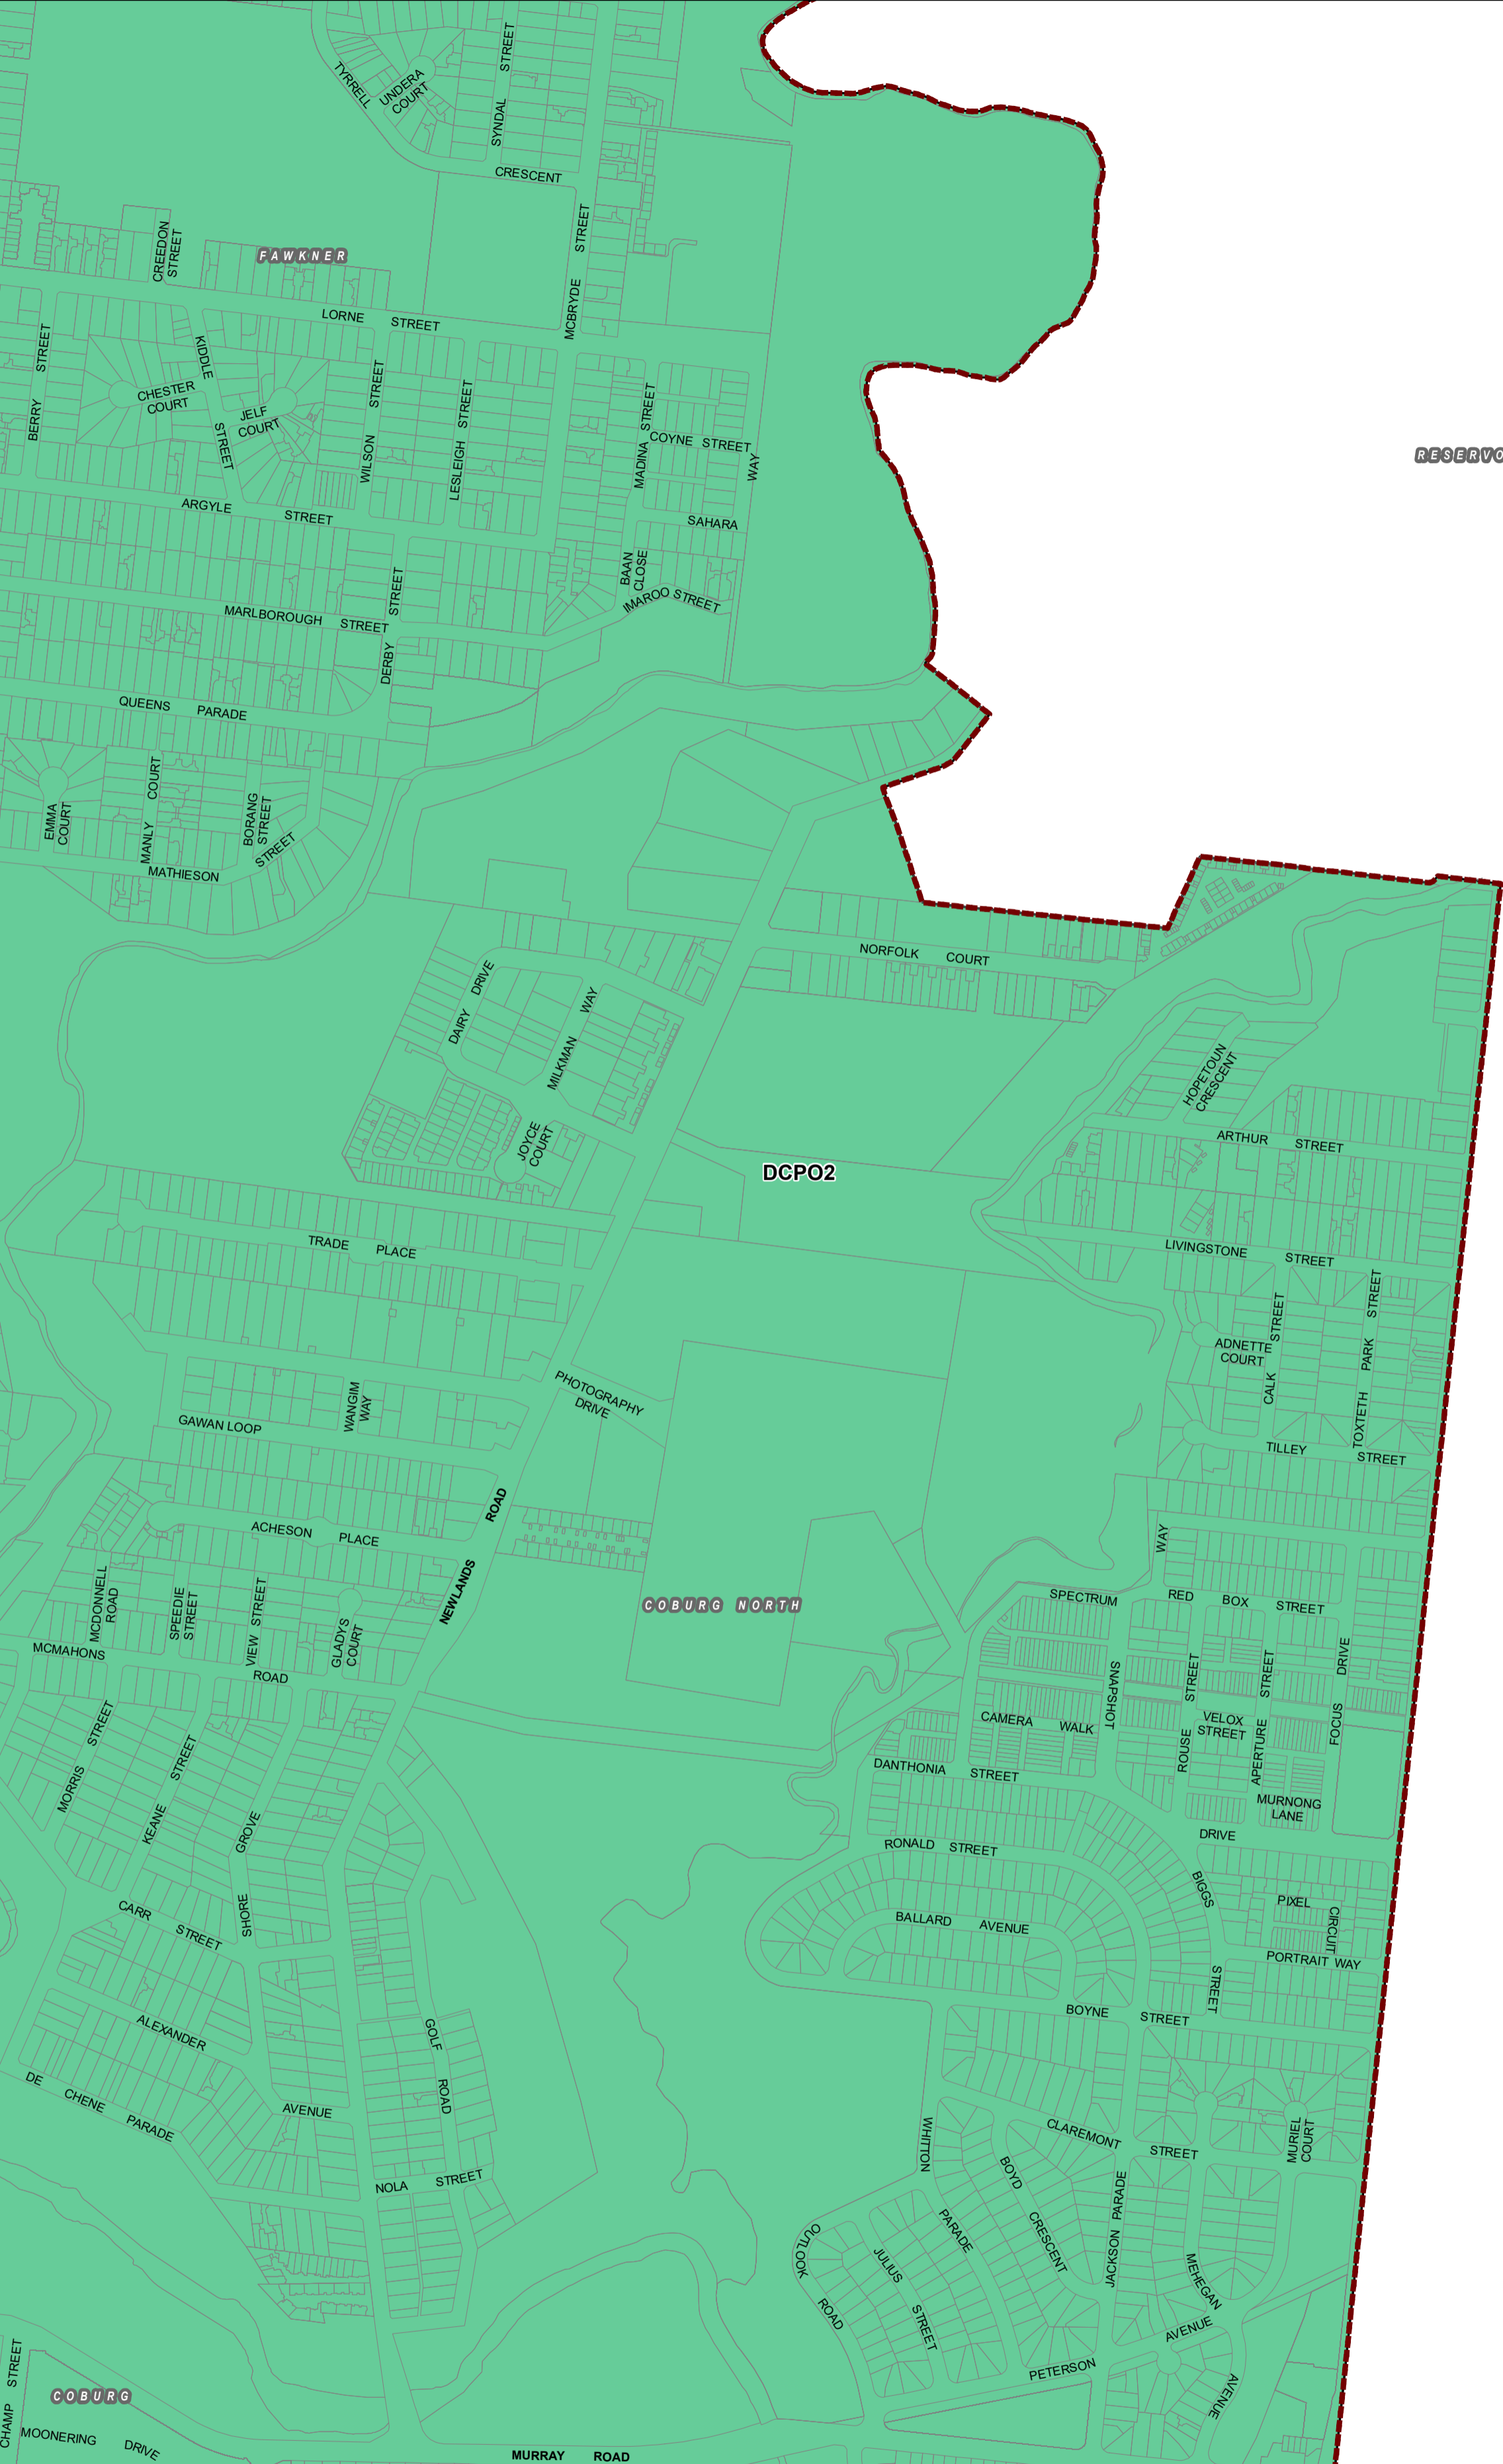 TYRRELL
UNDERA
COURT
SYNDAL STREET
CRESCENT
CREEDON
STREET
FAWKNER
MCBRYDE STREET
LORNE STREET
BERRY STREET
KIDDLE STREET
CHESTER
COURT
JELF
COURT
WILSON STREET
LESLEIGH STREET
MADINA STREET
COYNE STREET
WAY
RESERVO
ARGYLE STREET
SAHARA
BAAN
CLOSE
IMAROO STREET
MARLBOROUGH STREET
DERBY STREET
QUEENS PARADE
EMMA
COURT
MANLY COURT
BORANG
STREET
MATHIESON STREET
NORFOLK COURT
DAIRY DRIVE
MILKMAN WAY
JOYCE
COURT
HOPETOUN
CRESCENT
ARTHUR STREET
DCPO2
TRADE PLACE
LIVINGSTONE STREET
ADNETTE
COURT
CALK STREET
TOXTETH PARK STREET
PHOTOGRAPHY
DRIVE
WANGIM
WAY
GAWAN LOOP
TILLEY STREET
ACHESON PLACE
NEWLANDS ROAD
MCDONNELL
ROAD
SPEEDIE
STREET
VIEW STREET
GLADYS
COURT
COBURG NORTH
SPECTRUM WAY
RED BOX STREET
MCMAHONS ROAD
SNAPSHOT DRIVE
ROUSE STREET
APERTURE STREET
FOCUS DRIVE
CAMERA WALK
VELOX
STREET
MORRIS STREET
KEANE STREET
SHORE GROVE
DANTHONIA STREET
MURNONG
LANE
RONALD STREET
BIGGS STREET
PIXEL CIRCUIT
CARR STREET
BALLARD AVENUE
PORTRAIT WAY
BOYNE STREET
ALEXANDER AVENUE
GOLF ROAD
DE CHENE PARADE
WHITTON PARADE
CLAREMONT STREET
MURIEL
COURT
BOYD CRESCENT
NOLA STREET
JACKSON PARADE
OUTLOOK ROAD
JULIUS STREET
MEHEGAN AVENUE
PETERSON AVENUE
CHAMP STREET
COBURG
MOONERING DRIVE
MURRAY ROAD